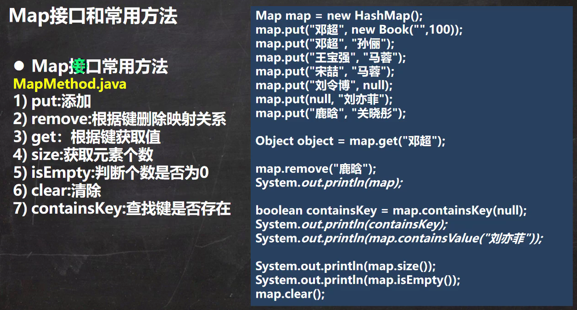 Map接口和常用方法
● Map接口常用方法
MapMethod.java
1) put:添加
2) remove:根据键删除映射关系
3) get：根据键获取值
4) size:获取元素个数
5) isEmpty:判断个数是否为0
6) clear:清除
7) containsKey:查找键是否存在
Map map = new HashMap();
map.put("邓超", new Book("",100));
map.put("邓超", "孙俪");
map.put("王宝强", "马蓉");
map.put("宋喆", "马蓉");
map.put("刘令博", null);
map.put(null, "刘亦菲");
map.put("鹿晗", "关晓彤");
Object object = map.get("邓超");
map.remove("鹿晗");
System.out.println(map);
boolean containsKey = map.containsKey(null);
System.out.println(containsKey);
System.out.println(map.containsValue("刘亦菲"));
System.out.println(map.size());
System.out.println(map.isEmpty());
map.clear();